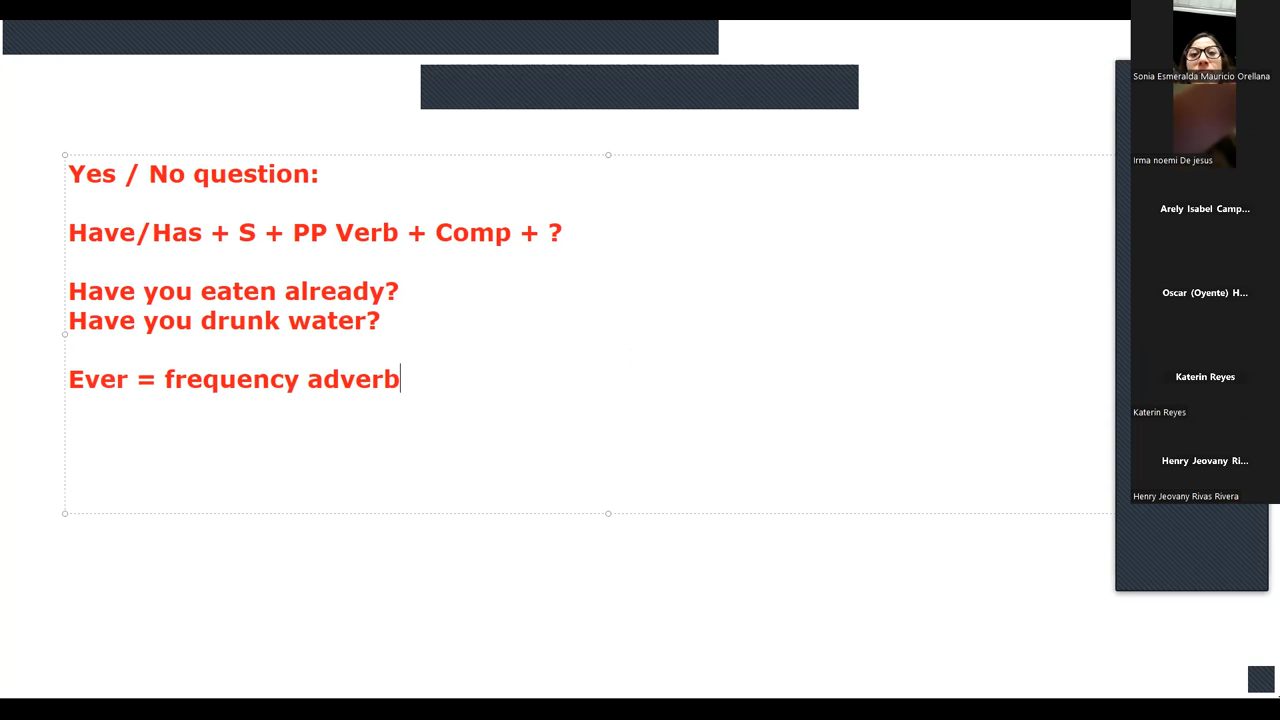 Yes / No question:
Have/Has + S + PP Verb + Comp + ?
Have you eaten already?
Have you drunk water?
Ever = frequency adverb
Sonia Esmeralda Mauricio Orellana
Irma noemi De jesus
Arely Isabel Camp...
Oscar (Oyente) H...
Katerin Reyes
Katerin Reyes
Henry Jeovany Ri...
Henry Jeovany Rivas Rivera